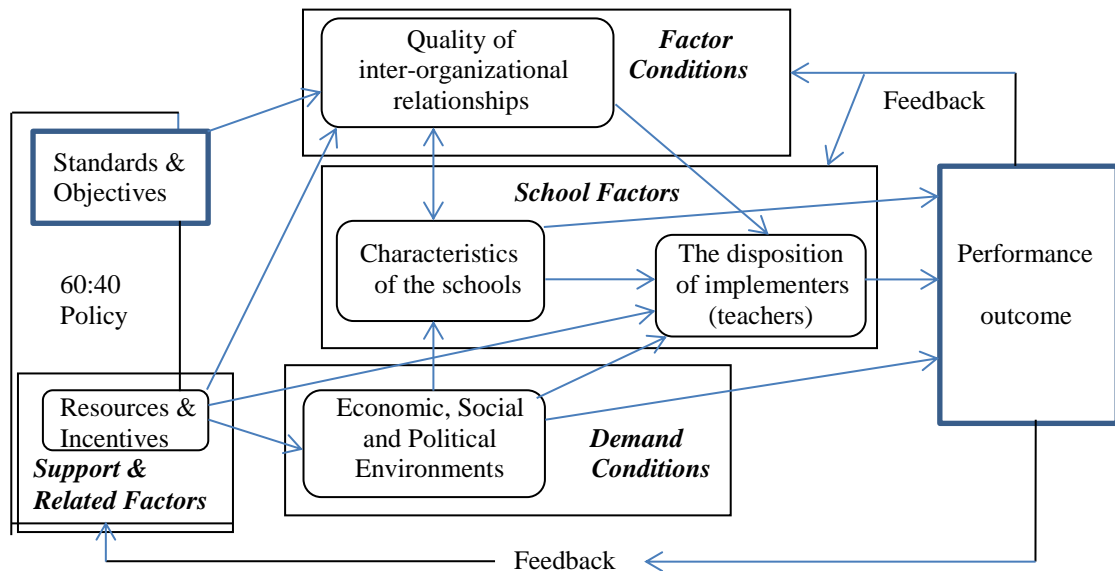 Quality of
inter-organizational
relationships
Factor
Conditions
Feedback
Standards &
Objectives
School Factors
Characteristics
of the schools
The disposition
of implementers
(teachers)
Performance
outcome
60:40
Policy
Resources &
Incentives
Support &
Related Factors
Economic, Social
and Political
Environments
Demand
Conditions
Feedback